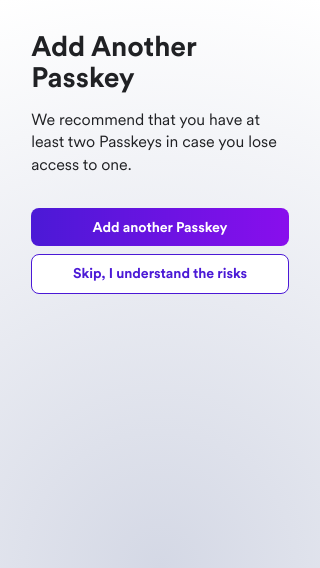 Add Another
Passkey
We recommend that you have at
least two Passkeys in case you lose
access to one.
Add another Passkey
Skip, I understand the risks